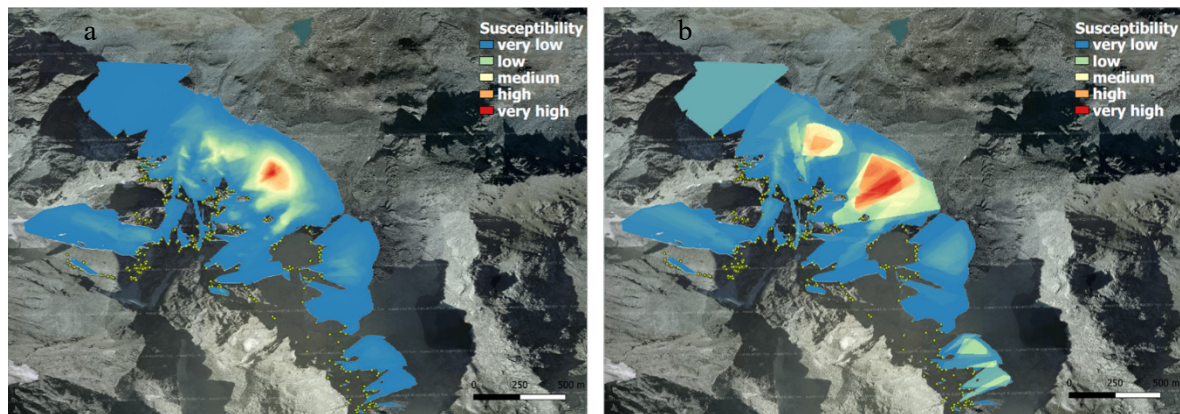 a
Susceptibility
very low
low
medium
high
very high
0 250 500 m
b
Susceptibility
very low
low
medium
high
very high
0 250 500 m